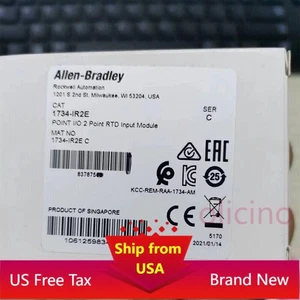 Allen-Bradley
Rockwell Automation
1201 S. 2nd St. Milwaukee, WI 53204, USA
CAT
1734-IR2E
SER
C
POINT I/O 2 Point RTD Input Module
MAT NO
1734-IR2E C
EAC
25
KCC-REM-RAA-1734-AM
PRODUCT OF SINGAPORE
5170
2021/01/14
Ship from
USA
US Free Tax
Brand New